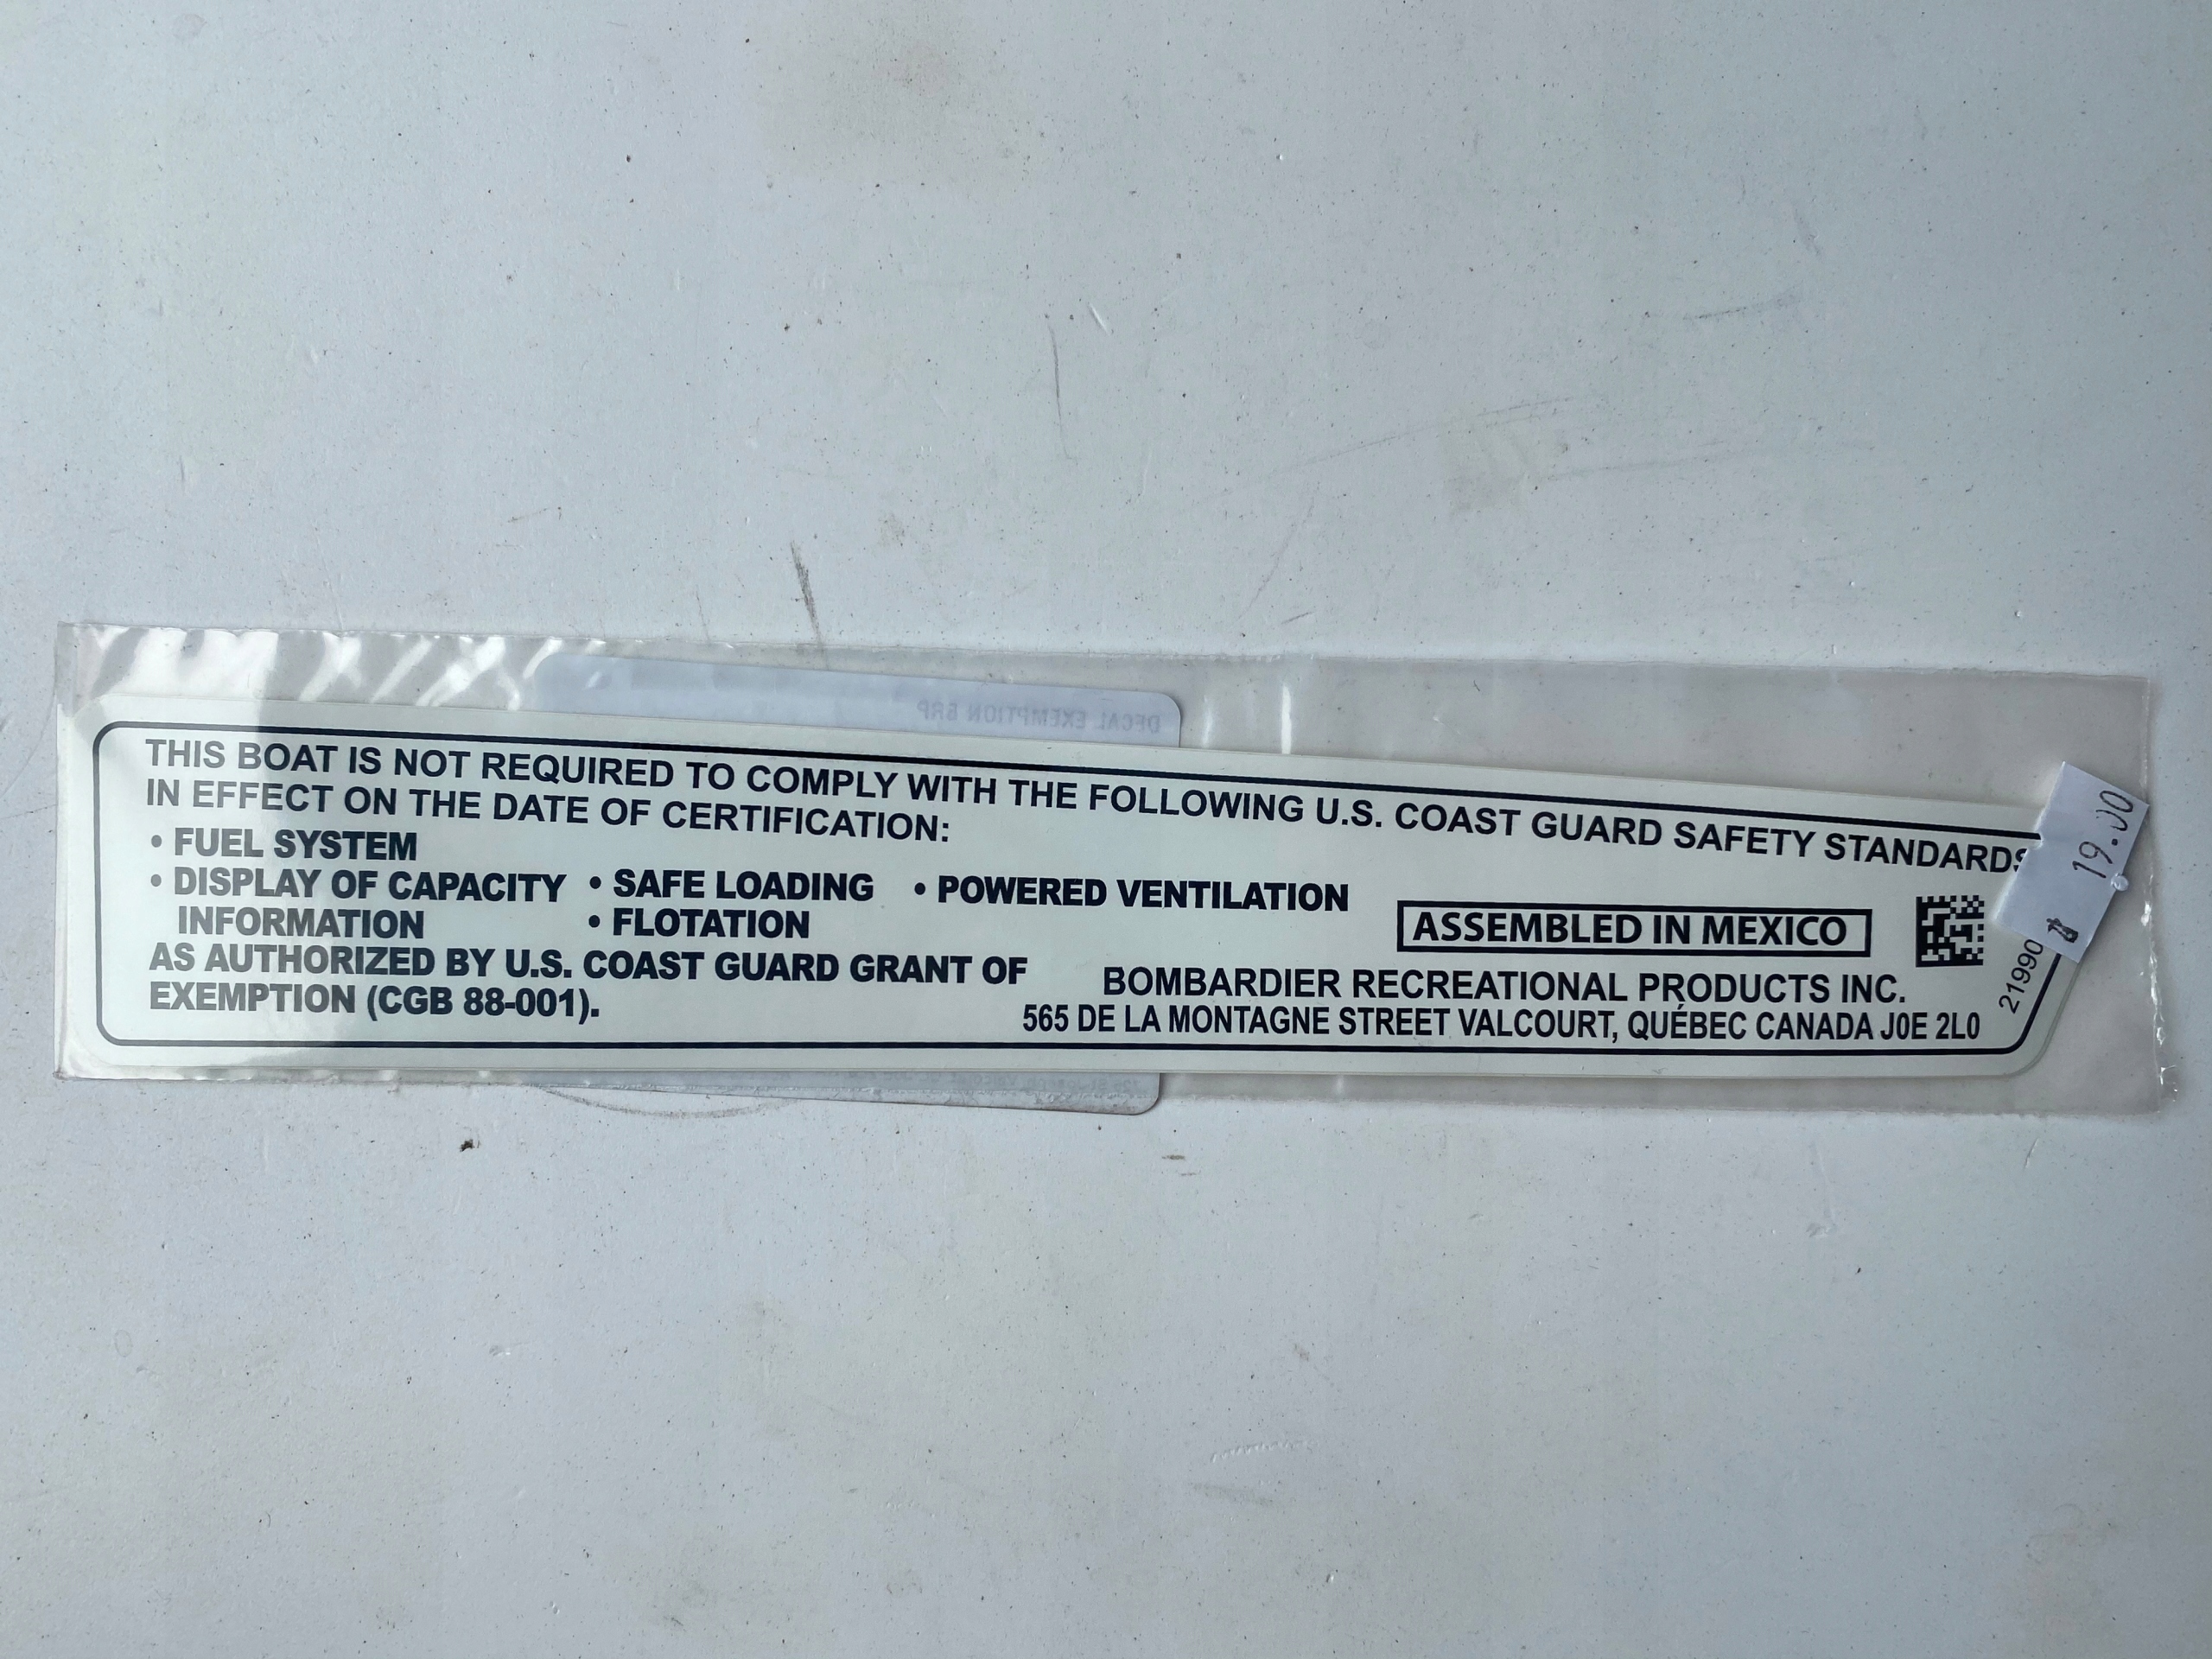 DECAL EXEMPTION BRP
THIS BOAT IS NOT REQUIRED TO COMPLY WITH THE FOLLOWING U.S. COAST GUARD SAFETY STANDARDS
IN EFFECT ON THE DATE OF CERTIFICATION:
• FUEL SYSTEM
• DISPLAY OF CAPACITY • SAFE LOADING • POWERED VENTILATION
INFORMATION • FLOTATION
AS AUTHORIZED BY U.S. COAST GUARD GRANT OF
EXEMPTION (CGB 88-001).
ASSEMBLED IN MEXICO
BOMBARDIER RECREATIONAL PRODUCTS INC.
565 DE LA MONTAGNE STREET VALCOURT, QUÉBEC CANADA J0E 2L0
21990
19.00